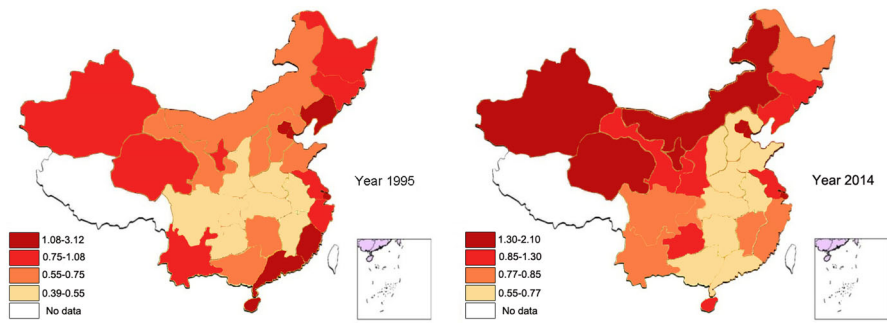 Year 1995
1.08-3.12
0.75-1.08
0.55-0.75
0.39-0.55
No data
Year 2014
1.30-2.10
0.85-1.30
0.77-0.85
0.55-0.77
No data